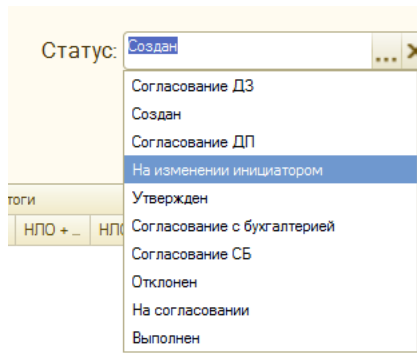 Статус: Создан ...
Согласование ДЗ
Создан
Согласование ДП
На изменении инициатором
Утвержден
Согласование с бухгалтерией
Согласование СБ
Отклонен
На согласовании
Выполнен
тоги
НЛО + ... НЛО